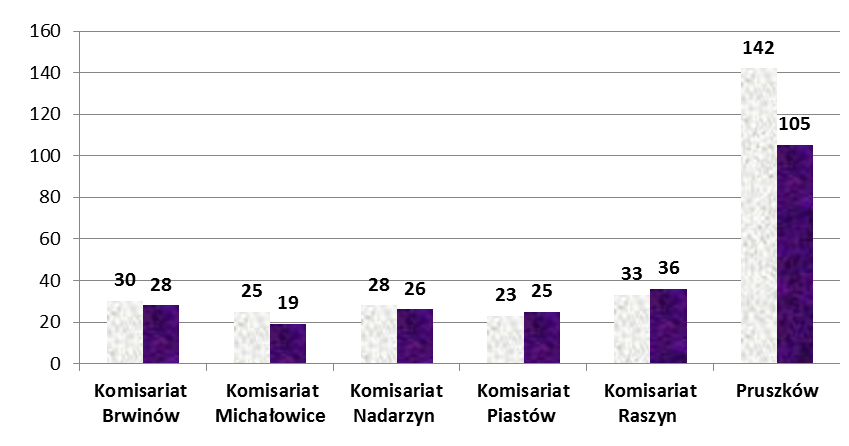 160
140
120
100
80
60
40
20
0
30 28
25 19
28 26
23 25
33 36
142 105
Komisariat
Brwinów
Komisariat
Michałowice
Komisariat
Nadarzyn
Komisariat
Piastów
Komisariat
Raszyn
Pruszków